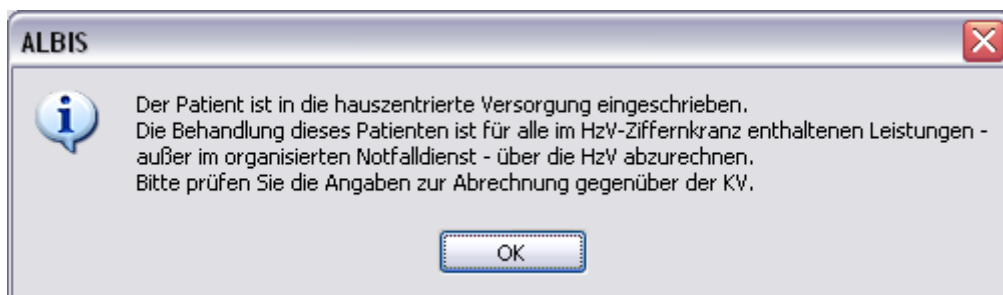 ALBIS
Der Patient ist in die hauszentrierte Versorgung eingeschrieben.
Die Behandlung dieses Patienten ist für alle im HzV-Ziffernkranz enthaltenen Leistungen -
außer im organisierten Notfalldienst - über die HzV abzurechnen.
Bitte prüfen Sie die Angaben zur Abrechnung gegenüber der KV.
OK